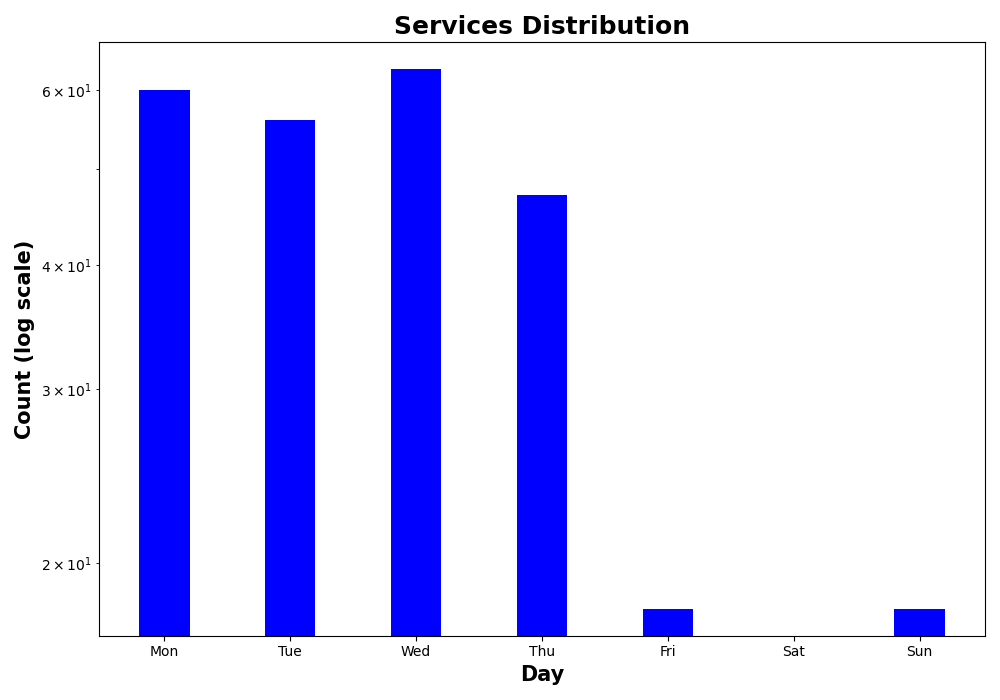 Services Distribution
Count (log scale)
6 × 10¹
4 × 10¹
3 × 10¹
2 × 10¹
Mon Tue Wed Thu Fri Sat Sun
Day